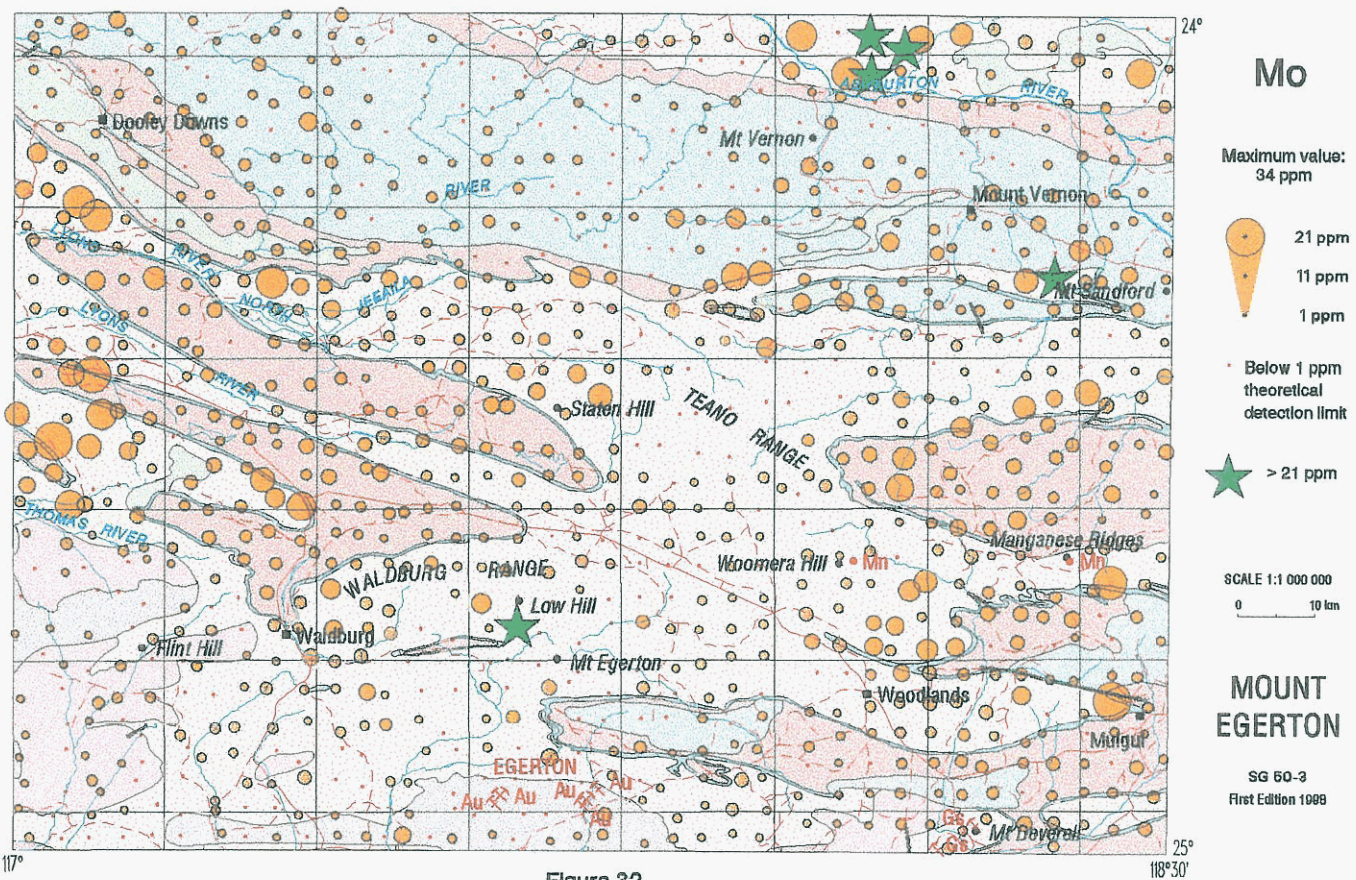 24°
ASHBURTON RIVER
Dooley Downs
Mt Vernon
RIVER
Mount Vernon
LYONS RIVER NORTH
JEEAILA
Mt Sandford
LYONS RIVER
Staten Hill
TEANO RANGE
THOMAS RIVER
Manganese Ridges
Woomera Hill
Mn
Mn
WALDBURG RANGE
Low Hill
Waldburg
Flint Hill
Mt Egerton
Woodlands
Mulgul
EGERTON
Au
Au
Au
Au
Au
Gs
Gs
Mt Deverell
117°
118°30'
25°
Mo
Maximum value:
34 ppm
21 ppm
11 ppm
1 ppm
Below 1 ppm
theoretical
detection limit
> 21 ppm
SCALE 1:1 000 000
0 10 km
MOUNT
EGERTON
SG 50-3
First Edition 1998